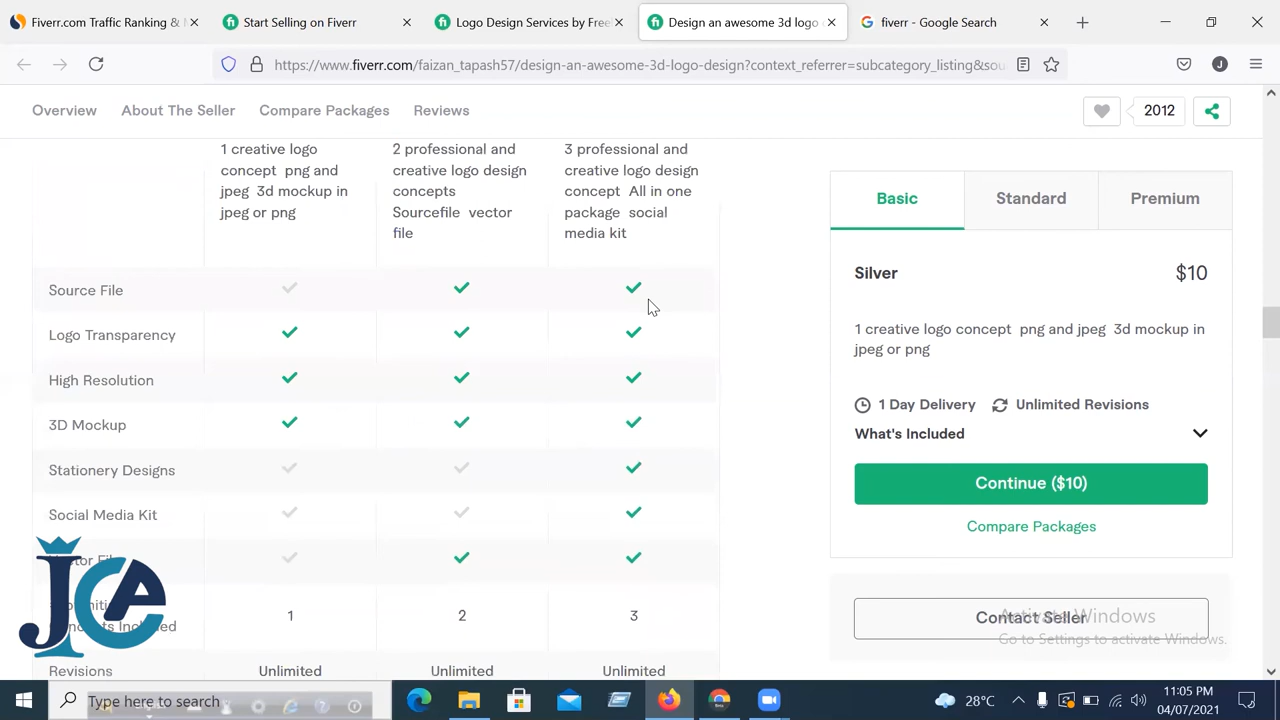 Fiverr.com Traffic Ranking &
Start Selling on Fiverr
Logo Design Services by Free
Design an awesome 3d logo
fiverr - Google Search
https://www.fiverr.com/faizan_tapash57/design-an-awesome-3d-logo-design?context_referrer=subcategory_listing&sou
J
Overview
About The Seller
Compare Packages
Reviews
2012
1 creative logo
concept png and
jpeg 3d mockup in
jpeg or png
2 professional and
creative logo design
concepts
Sourcefile vector
file
3 professional and
creative logo design
concept All in one
package social
media kit
Source File
Logo Transparency
High Resolution
3D Mockup
Stationery Designs
Social Media Kit
1 2 3
Revisions Unlimited Unlimited Unlimited
Basic
Standard
Premium
Silver $10
1 creative logo concept png and jpeg 3d mockup in
jpeg or png
1 Day Delivery Unlimited Revisions
What's Included
Continue ($10)
Compare Packages
Contact Seller
Activate Windows
Go to Settings to activate Windows.
Type here to search
28°C
11:05 PM
04/07/2021